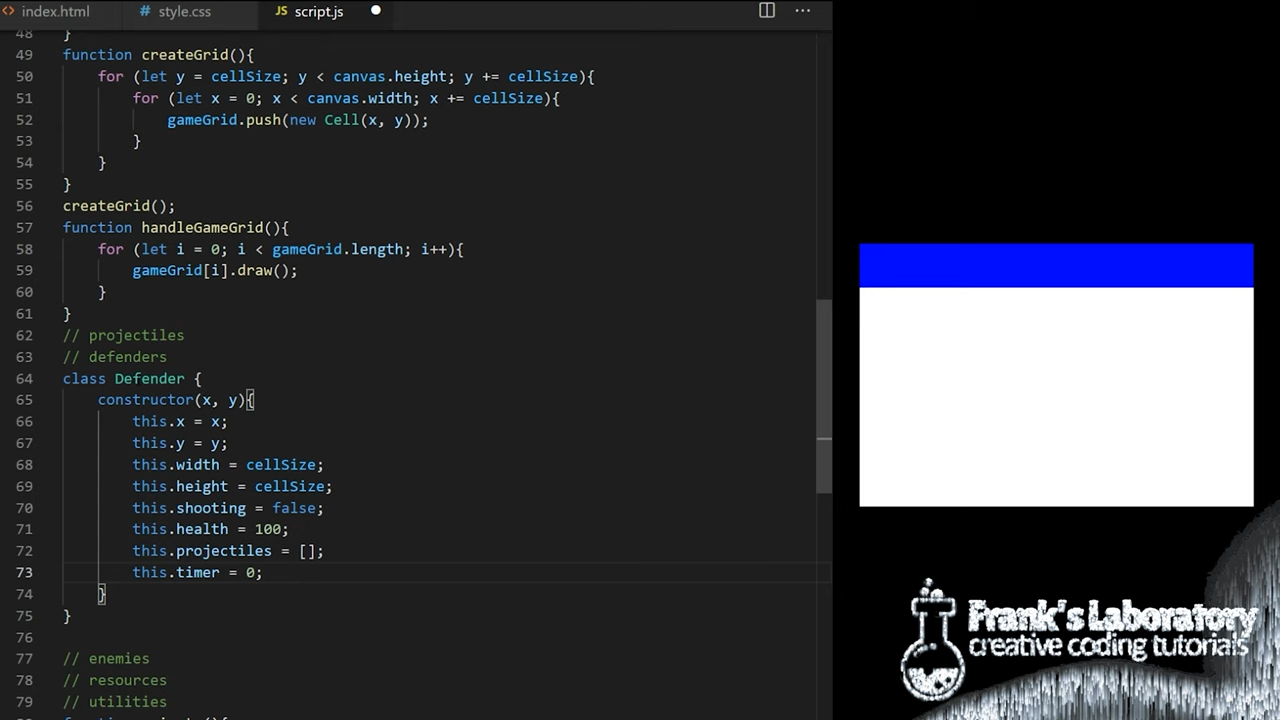 index.html
# style.css
JS script.js
48 }
49 function createGrid(){
50 for (let y = cellSize; y < canvas.height; y += cellSize){
51 for (let x = 0; x < canvas.width; x += cellSize){
52 gameGrid.push(new Cell(x, y));
53 }
54 }
55 }
56 createGrid();
57 function handleGameGrid(){
58 for (let i = 0; i < gameGrid.length; i++){
59 gameGrid[i].draw();
60 }
61 }
62 // projectiles
63 // defenders
64 class Defender {
65 constructor(x, y){
66 this.x = x;
67 this.y = y;
68 this.width = cellSize;
69 this.height = cellSize;
70 this.shooting = false;
71 this.health = 100;
72 this.projectiles = [];
73 this.timer = 0;
74 }
75 }
76
77 // enemies
78 // resources
79 // utilities
Frank's Laboratory
creative coding tutorials